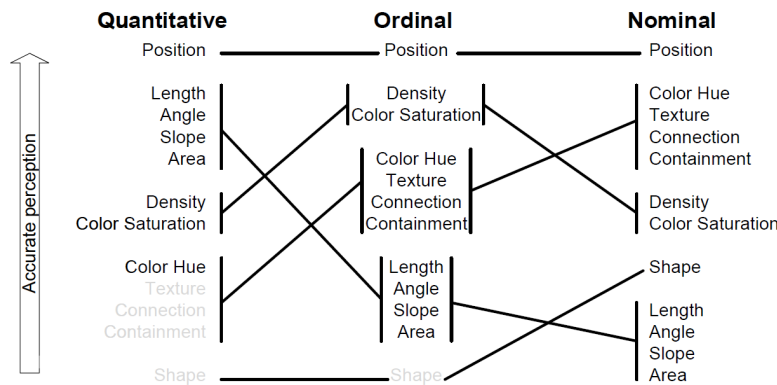 Quantitative
Ordinal
Nominal
Accurate perception
Position
Length
Angle
Slope
Area
Density
Color Saturation
Color Hue
Texture
Connection
Containment
Shape
Position
Density
Color Saturation
Color Hue
Texture
Connection
Containment
Length
Angle
Slope
Area
Shape
Position
Color Hue
Texture
Connection
Containment
Density
Color Saturation
Shape
Length
Angle
Slope
Area